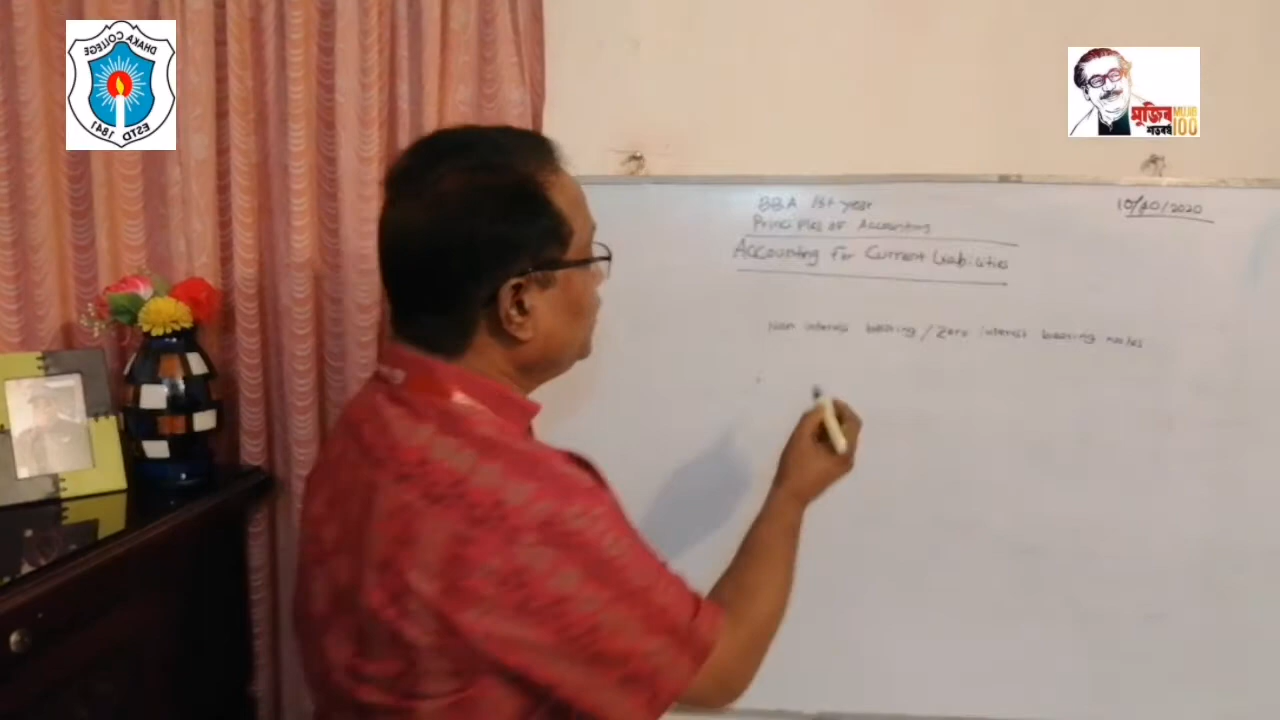 DHAKA COLLEGE
ESTD 1841
মুজিব
শতবর্ষ
MUJIB
100
BBA 1st year
10/10/2020
Principles of Accounting
Accounting for Current Liabilities
Non interest bearing / Zero interest bearing notes